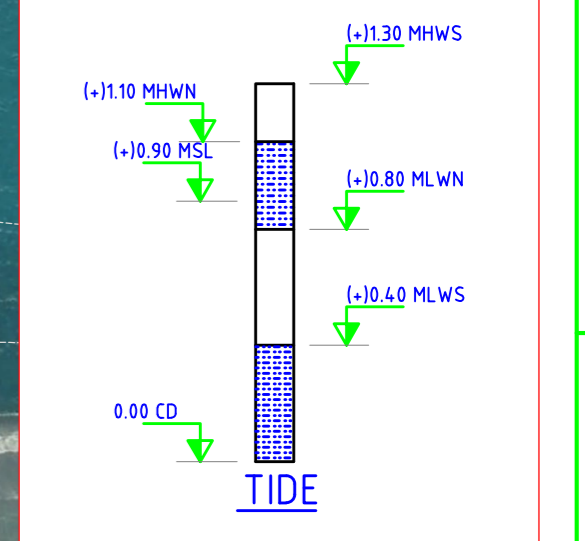 (+)1.30 MHWS
(+)1.10 MHWN
(+)0.90 MSL
(+)0.80 MLWN
(+)0.40 MLWS
0.00 CD
TIDE